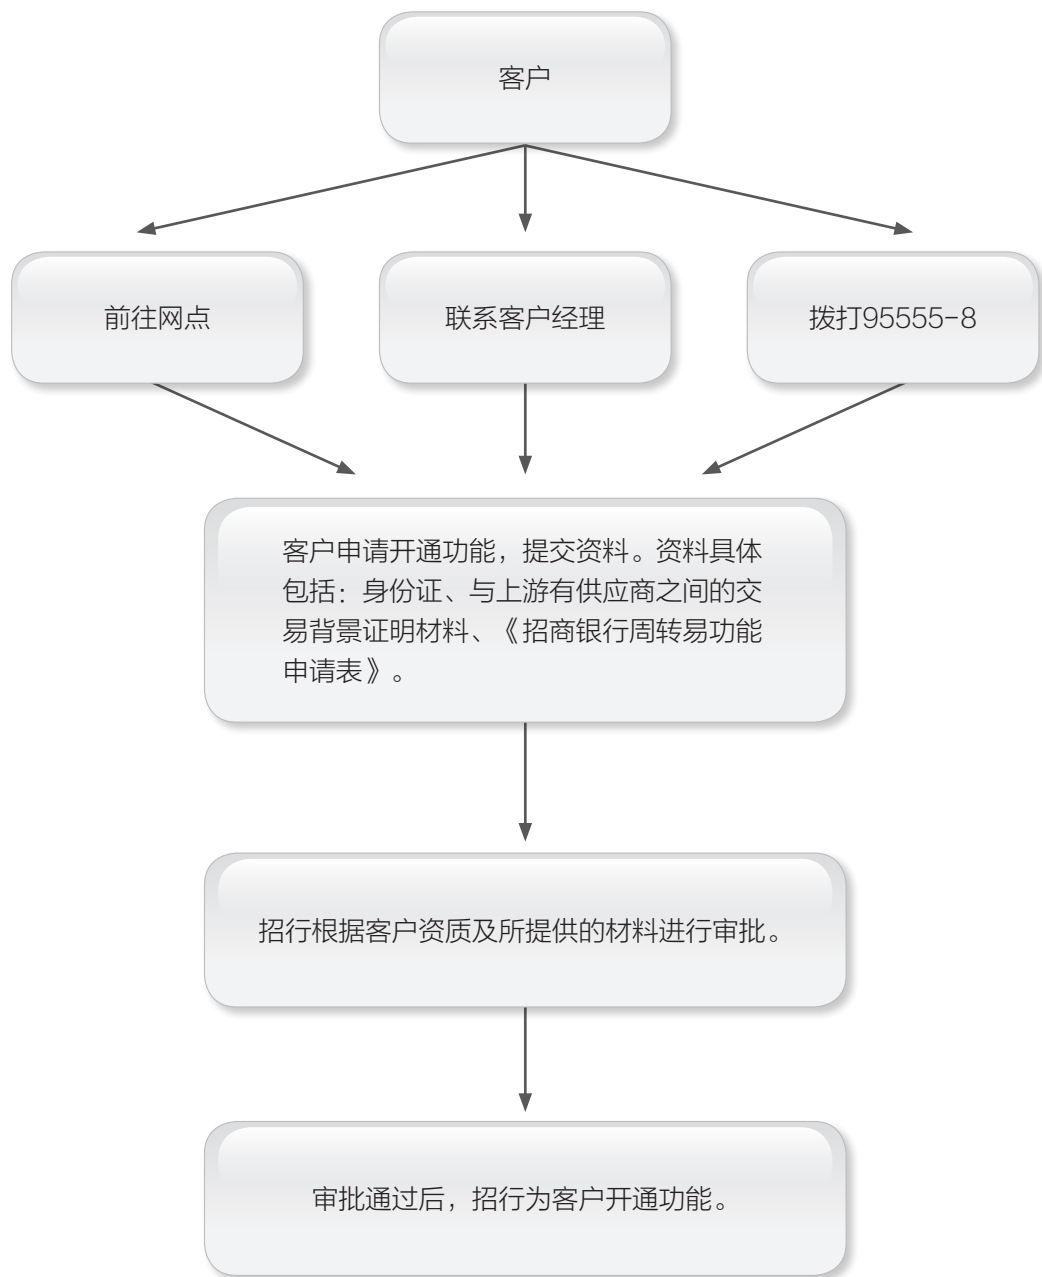 客户
前往网点
联系客户经理
拨打95555-8
客户申请开通功能，提交资料。资料具体
包括：身份证、与上游有供应商之间的交
易背景证明材料、《招商银行周转易功能
申请表》。
招行根据客户资质及所提供的材料进行审批。
审批通过后，招行为客户开通功能。